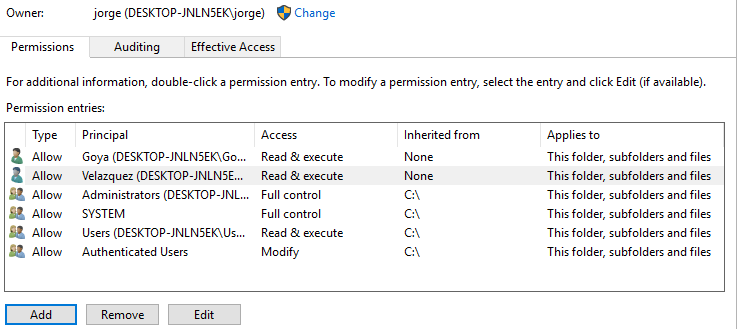 Owner: jorge (DESKTOP-JNLN5EK\jorge) Change
Permissions Auditing Effective Access
For additional information, double-click a permission entry. To modify a permission entry, select the entry and click Edit (if available).
Permission entries:
Type Principal Access Inherited from Applies to
Allow Goya (DESKTOP-JNLN5EK\Go... Read & execute None This folder, subfolders and files
Allow Velazquez (DESKTOP-JNLN5E... Read & execute None This folder, subfolders and files
Allow Administrators (DESKTOP-JNL... Full control C:\ This folder, subfolders and files
Allow SYSTEM Full control C:\ This folder, subfolders and files
Allow Users (DESKTOP-JNLN5EK\Us... Read & execute C:\ This folder, subfolders and files
Allow Authenticated Users Modify C:\ This folder, subfolders and files
Add Remove Edit